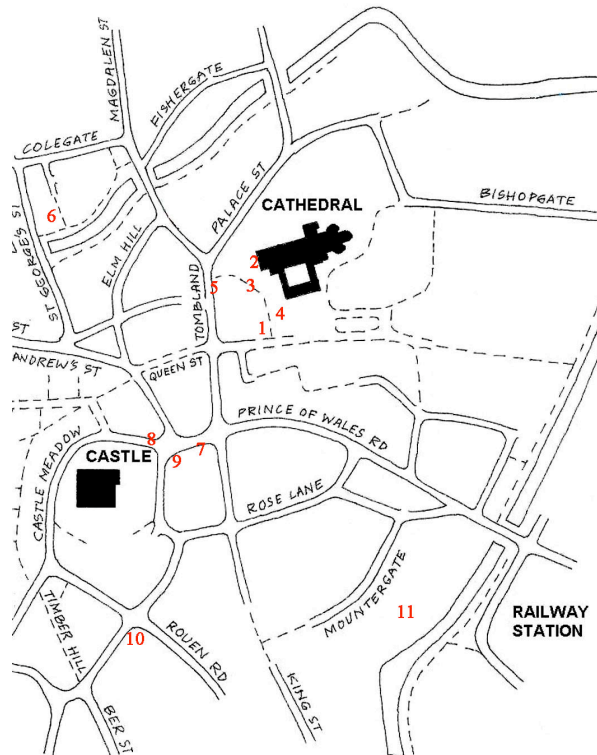 MAGDALEN ST
FISHERGATE
COLEGATE
PALACE ST
CATHEDRAL
BISHOPGATE
6
ST GEORGE'S ST
ELM HILL
2
TOMBLAND
5
3
4
1
ST
ANDREW'S ST
QUEEN ST
PRINCE OF WALES RD
8
7
9
CASTLE
CASTLE MEADOW
ROSE LANE
MOUNTERGATE
11
RAILWAY
STATION
TIMBER HILL
10
ROUEN RD
BER ST
KING ST